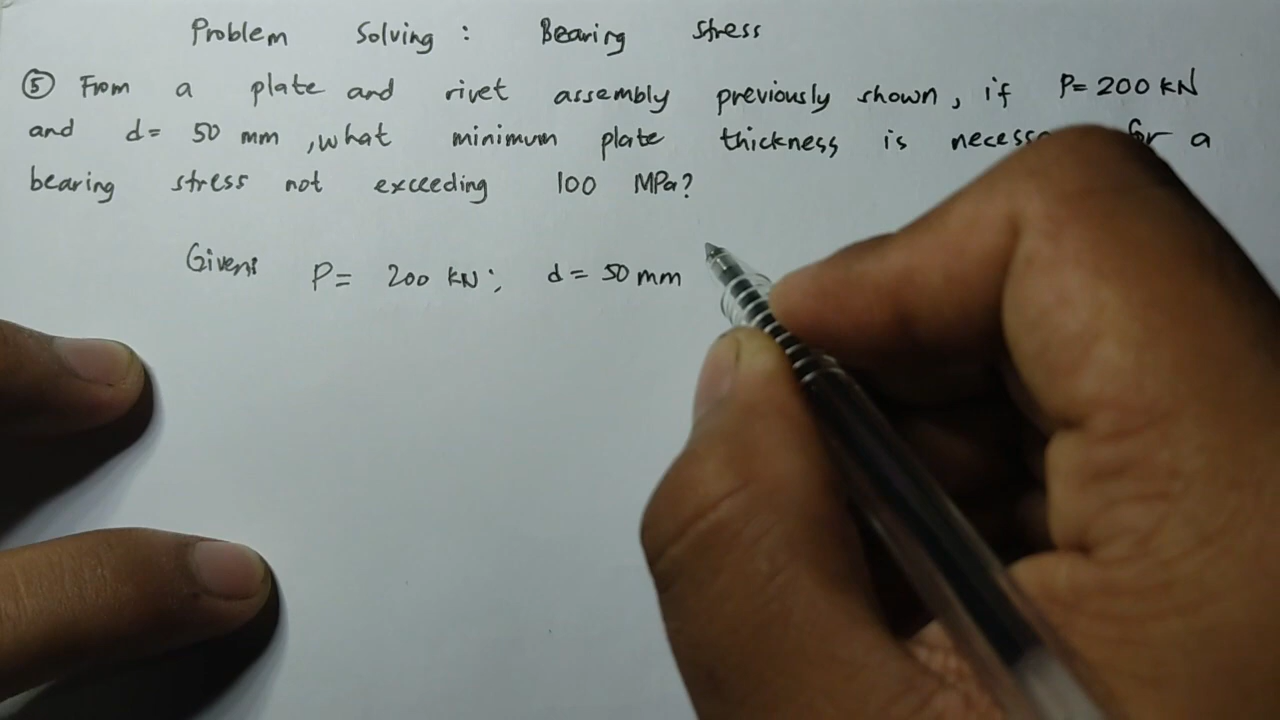 Problem Solving : Bearing Stress
⑤ From a plate and rivet assembly previously shown, if P= 200 kN
and d= 50 mm ,what minimum plate thickness is for a
bearing stress not exceeding 100 MPa?
Given: P= 200 kN; d= 50 mm